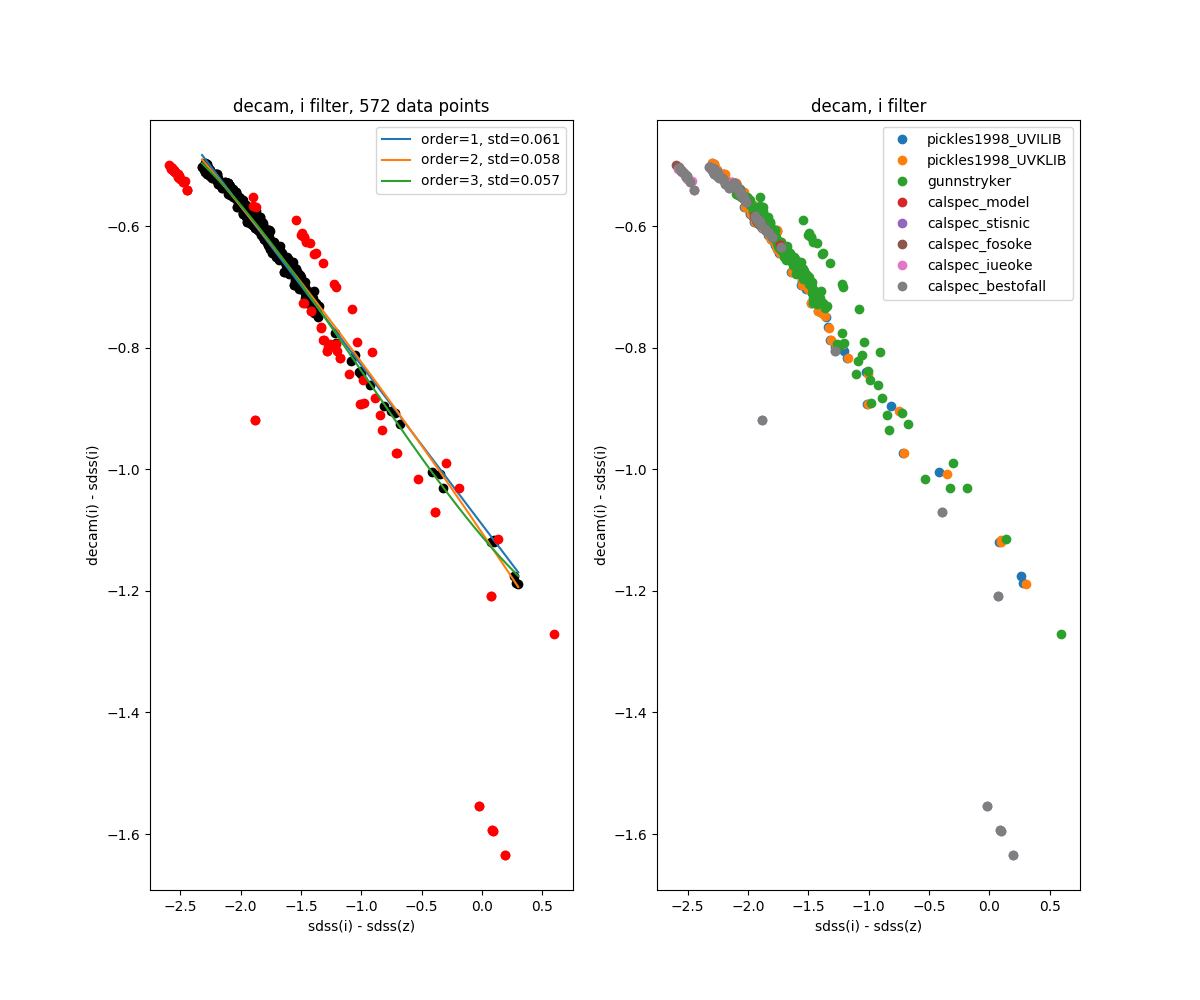 decam, i filter, 572 data points
order=1, std=0.061
order=2, std=0.058
order=3, std=0.057
−0.6
−0.8
−1.0
−1.2
−1.4
−1.6
decam(i) - sdss(i)
−2.5 −2.0 −1.5 −1.0 −0.5 0.0 0.5
sdss(i) - sdss(z)
decam, i filter
pickles1998_UVILIB
pickles1998_UVKLIB
gunnstryker
calspec_model
calspec_stisnic
calspec_fosoke
calspec_iueoke
calspec_bestofall
−0.6
−0.8
−1.0
−1.2
−1.4
−1.6
decam(i) - sdss(i)
−2.5 −2.0 −1.5 −1.0 −0.5 0.0 0.5
sdss(i) - sdss(z)